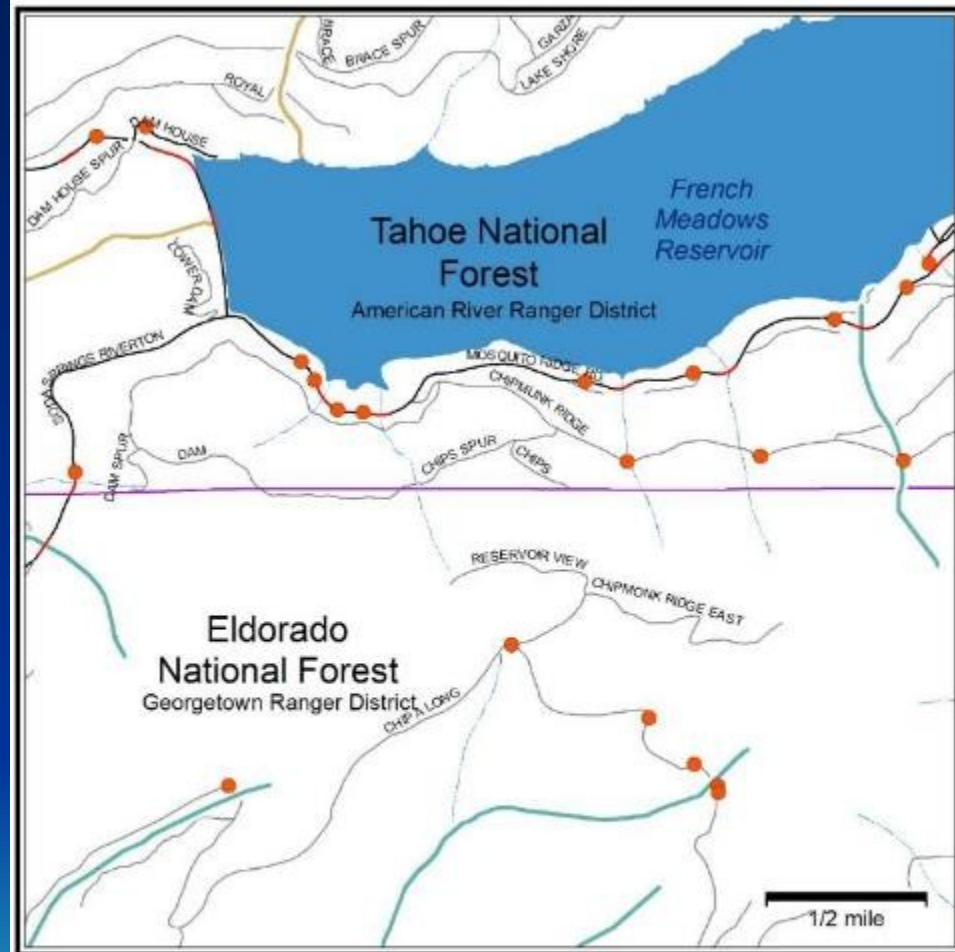 BRACE
BRACE SPUR
GARZA
LAKE SHORE
ROYAL
DAM HOUSE
DAM HOUSE SPUR
French
Meadows
Reservoir
Tahoe National
Forest
American River Ranger District
LOWER DAM
SODA SPRINGS RIVERTON
MOSQUITO RIDGE RD
CHIPMUNK RIDGE
DAM SPUR
DAM
CHIPS SPUR
CHIPS
RESERVOIR VIEW
CHIPMONK RIDGE EAST
Eldorado
National Forest
Georgetown Ranger District
CHIP A LONG
1/2 mile